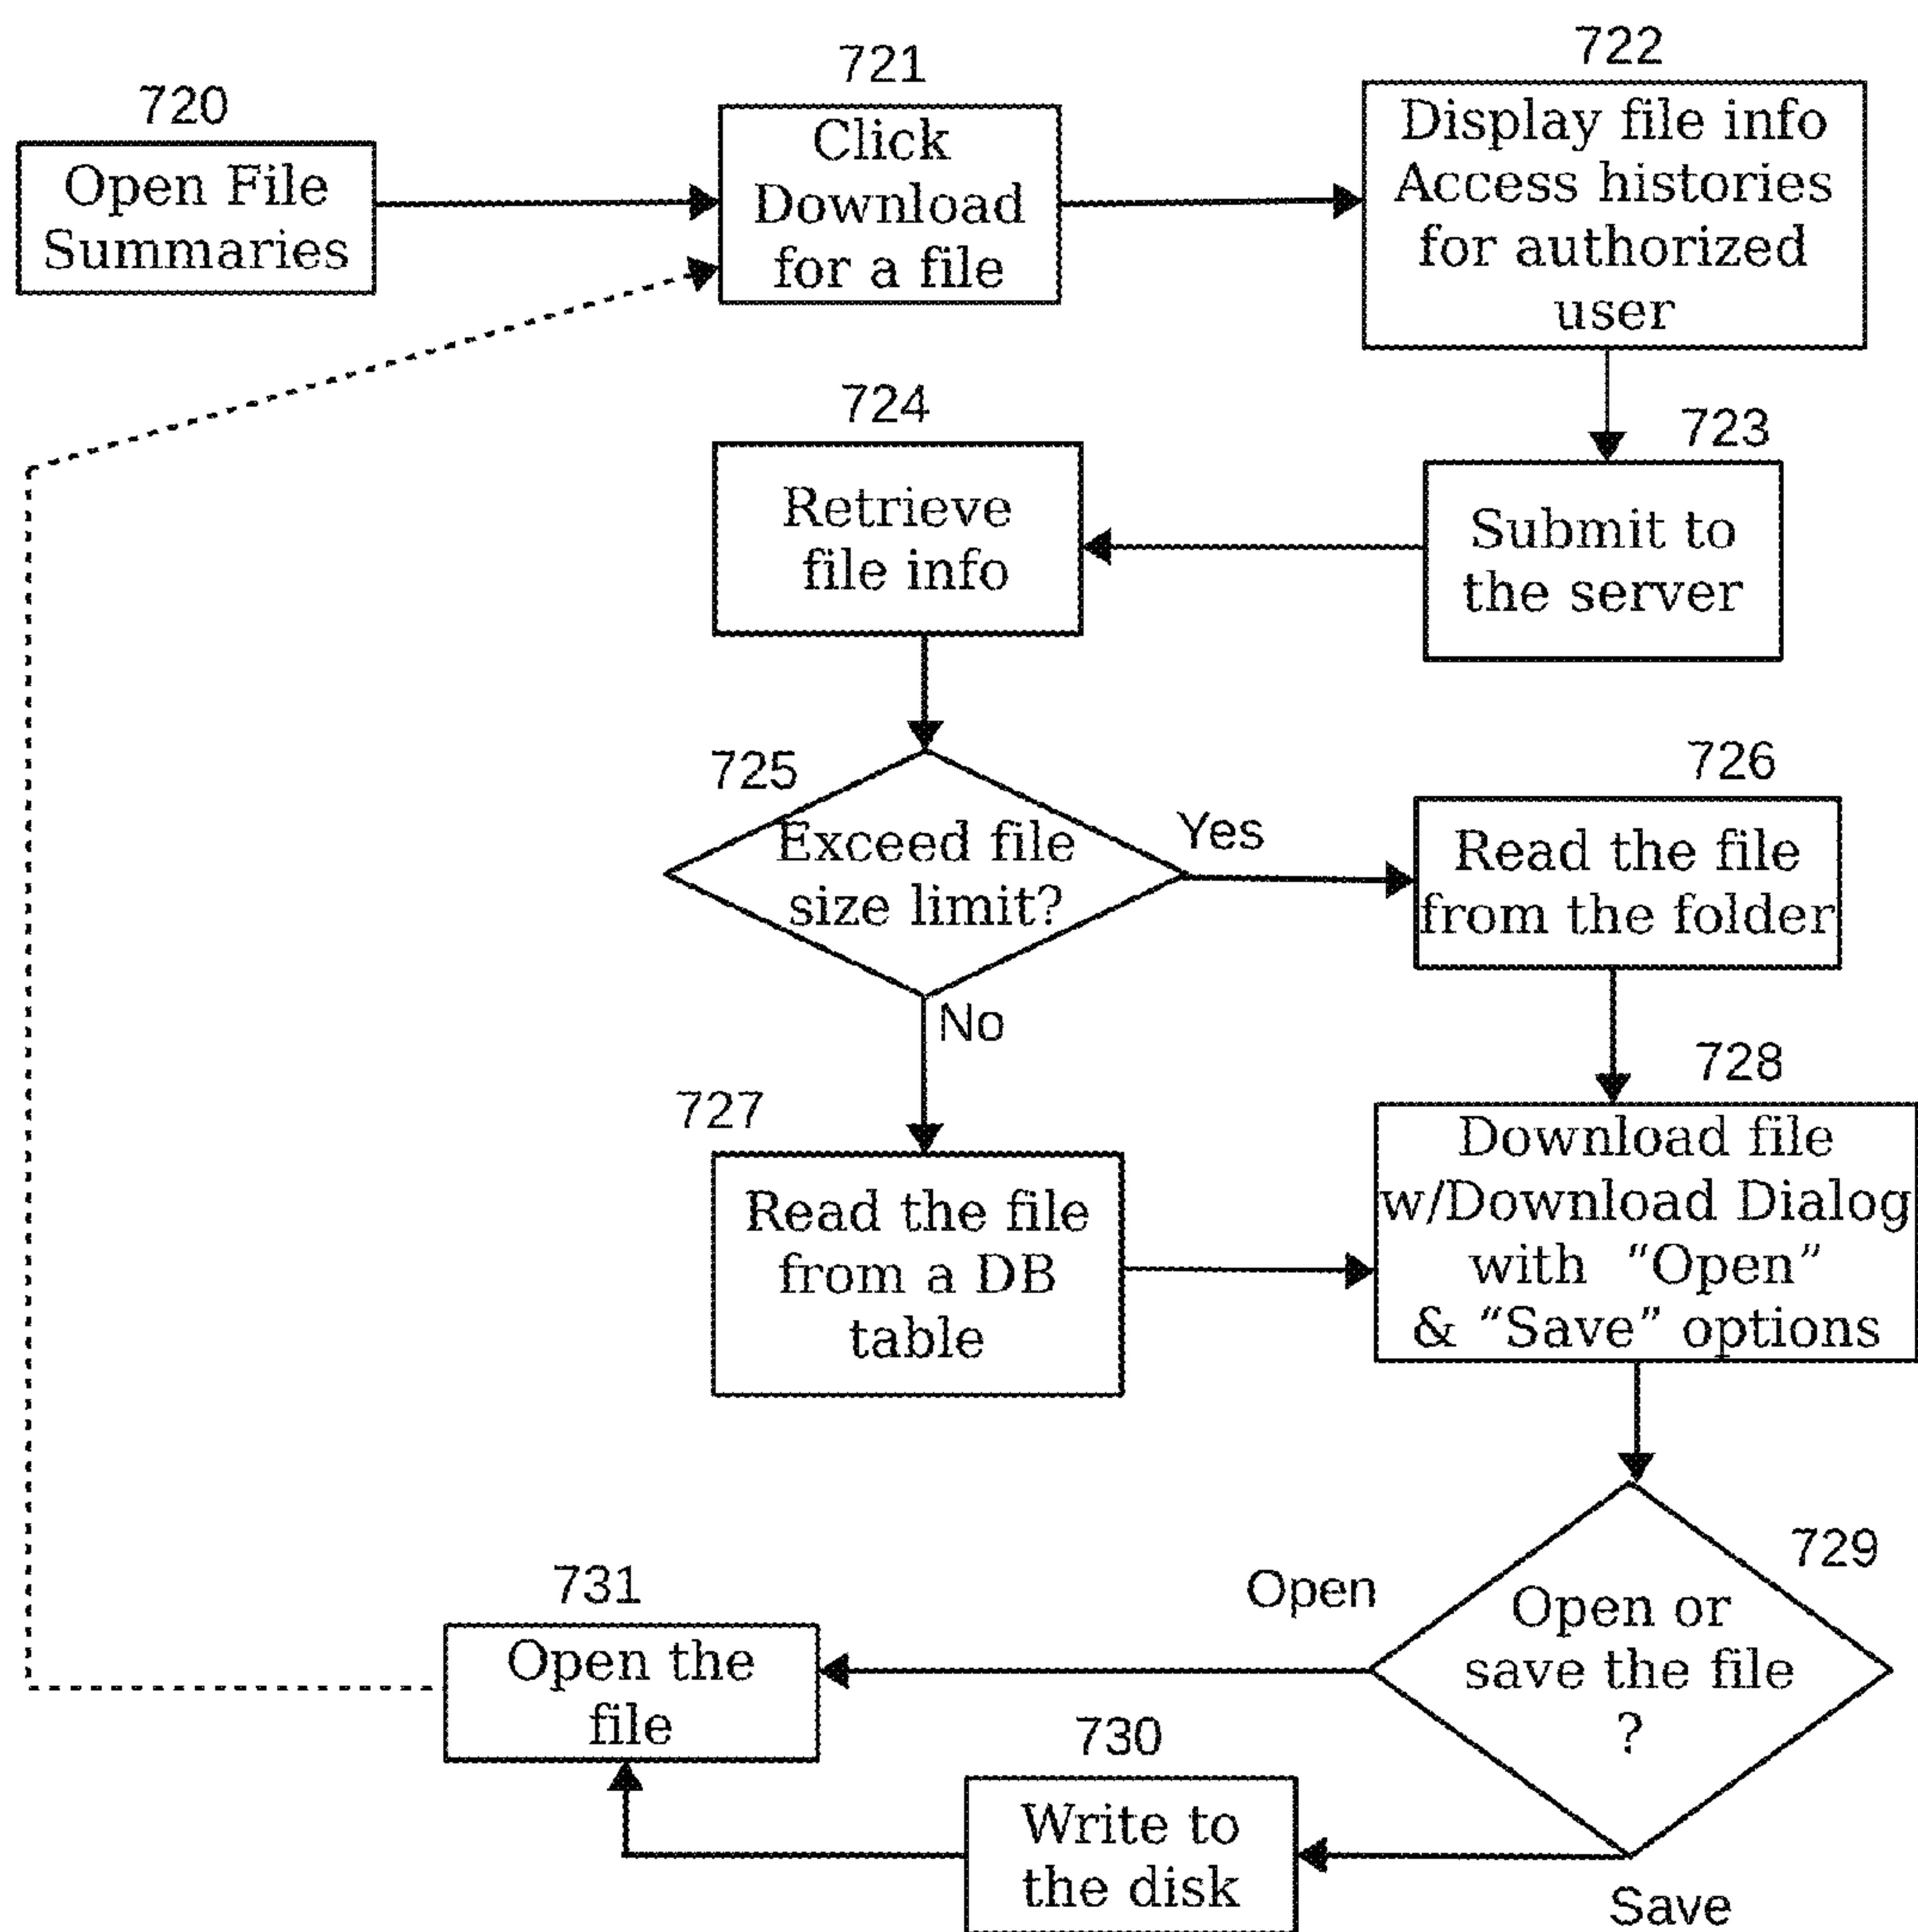 720
Open File
Summaries
721
Click
Download
for a file
722
Display file info
Access histories
for authorized
user
723
Submit to
the server
724
Retrieve
file info
725
Exceed file
size limit?
Yes
No
726
Read the file
from the folder
727
Read the file
from a DB
table
728
Download file
w/Download Dialog
with “Open”
& “Save” options
729
Open or
save the file
?
Open
Save
730
Write to
the disk
731
Open the
file